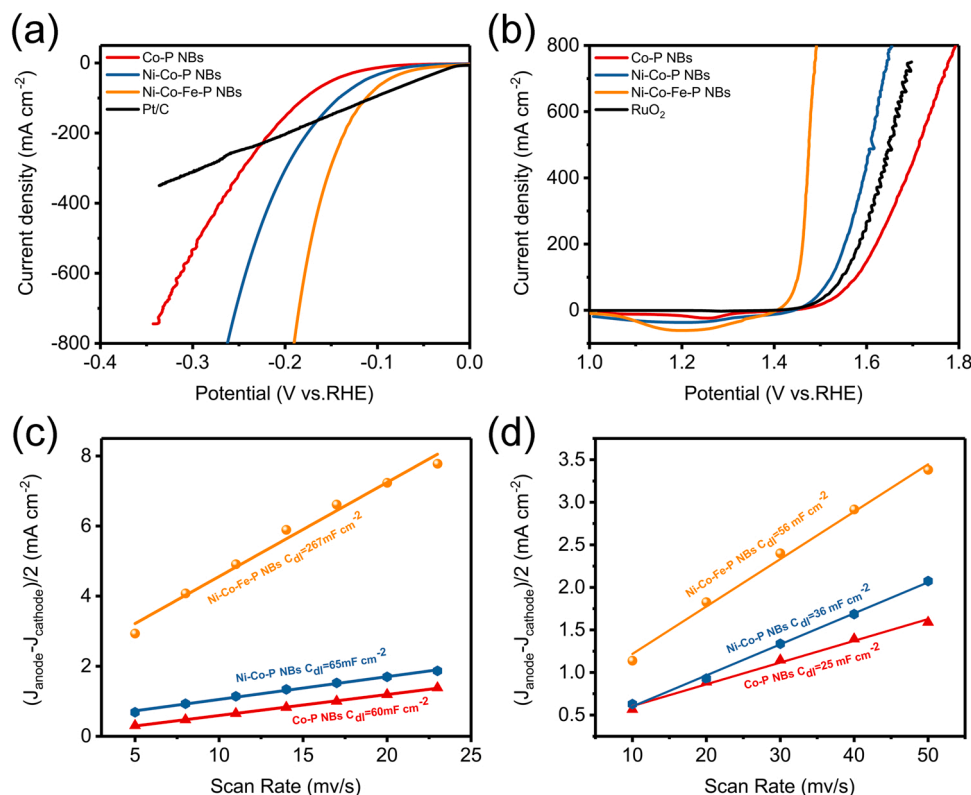 (a)
Co-P NBs
Ni-Co-P NBs
Ni-Co-Fe-P NBs
Pt/C
0
-200
-400
-600
-800
-0.4 -0.3 -0.2 -0.1 0.0
Current density (mA cm-2)
Potential (V vs.RHE)
(b)
Co-P NBs
Ni-Co-P NBs
Ni-Co-Fe-P NBs
RuO2
800
600
400
200
0
1.0 1.2 1.4 1.6 1.8
Current density (mA cm-2)
Potential (V vs.RHE)
(c)
8
6
4
2
0
5 10 15 20 25
(Janode-Jcathode)/2 (mA cm-2)
Ni-Co-Fe-P NBs Cdl=267mF cm-2
Ni-Co-P NBs Cdl=65mF cm-2
Co-P NBs Cdl=60mF cm-2
Scan Rate (mv/s)
(d)
3.5
3.0
2.5
2.0
1.5
1.0
0.5
10 20 30 40 50
(Janode-Jcathode)/2 (mA cm-2)
Ni-Co-Fe-P NBs Cdl=56 mF cm-2
Ni-Co-P NBs Cdl=36 mF cm-2
Co-P NBs Cdl=25 mF cm-2
Scan Rate (mv/s)